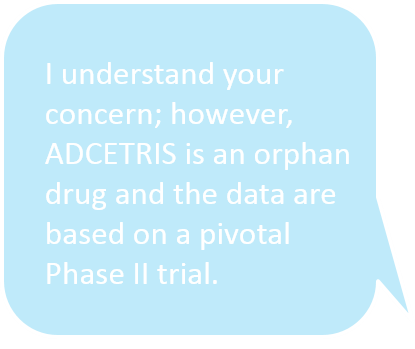 I understand your
concern; however,
ADCETRIS is an orphan
drug and the data are
based on a pivotal
Phase II trial.